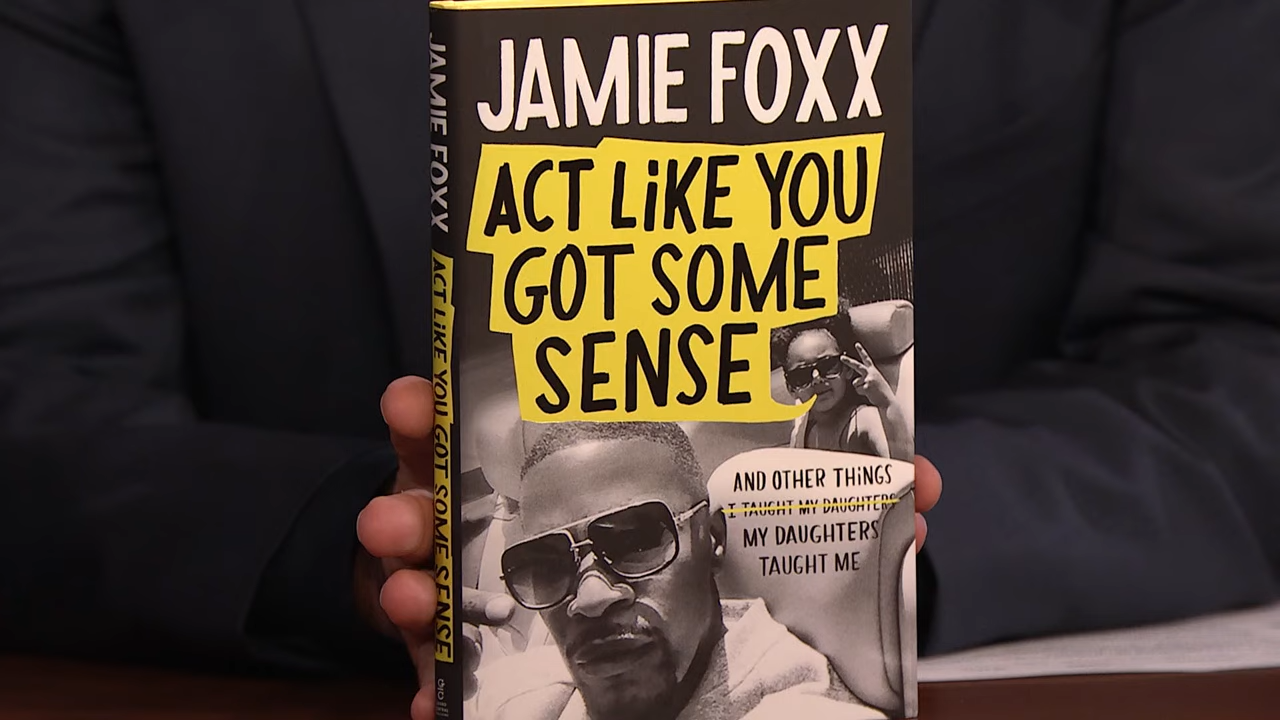 JAMIE FOXX
ACT LiKE YOU
GOT SOME
SENSE
AND OTHER THiNGS
I TAUGHT MY DAUGHTERS
MY DAUGHTERS
TAUGHT ME
JAMIE FOXX ACT LiKE YOU GOT SOME SENSE